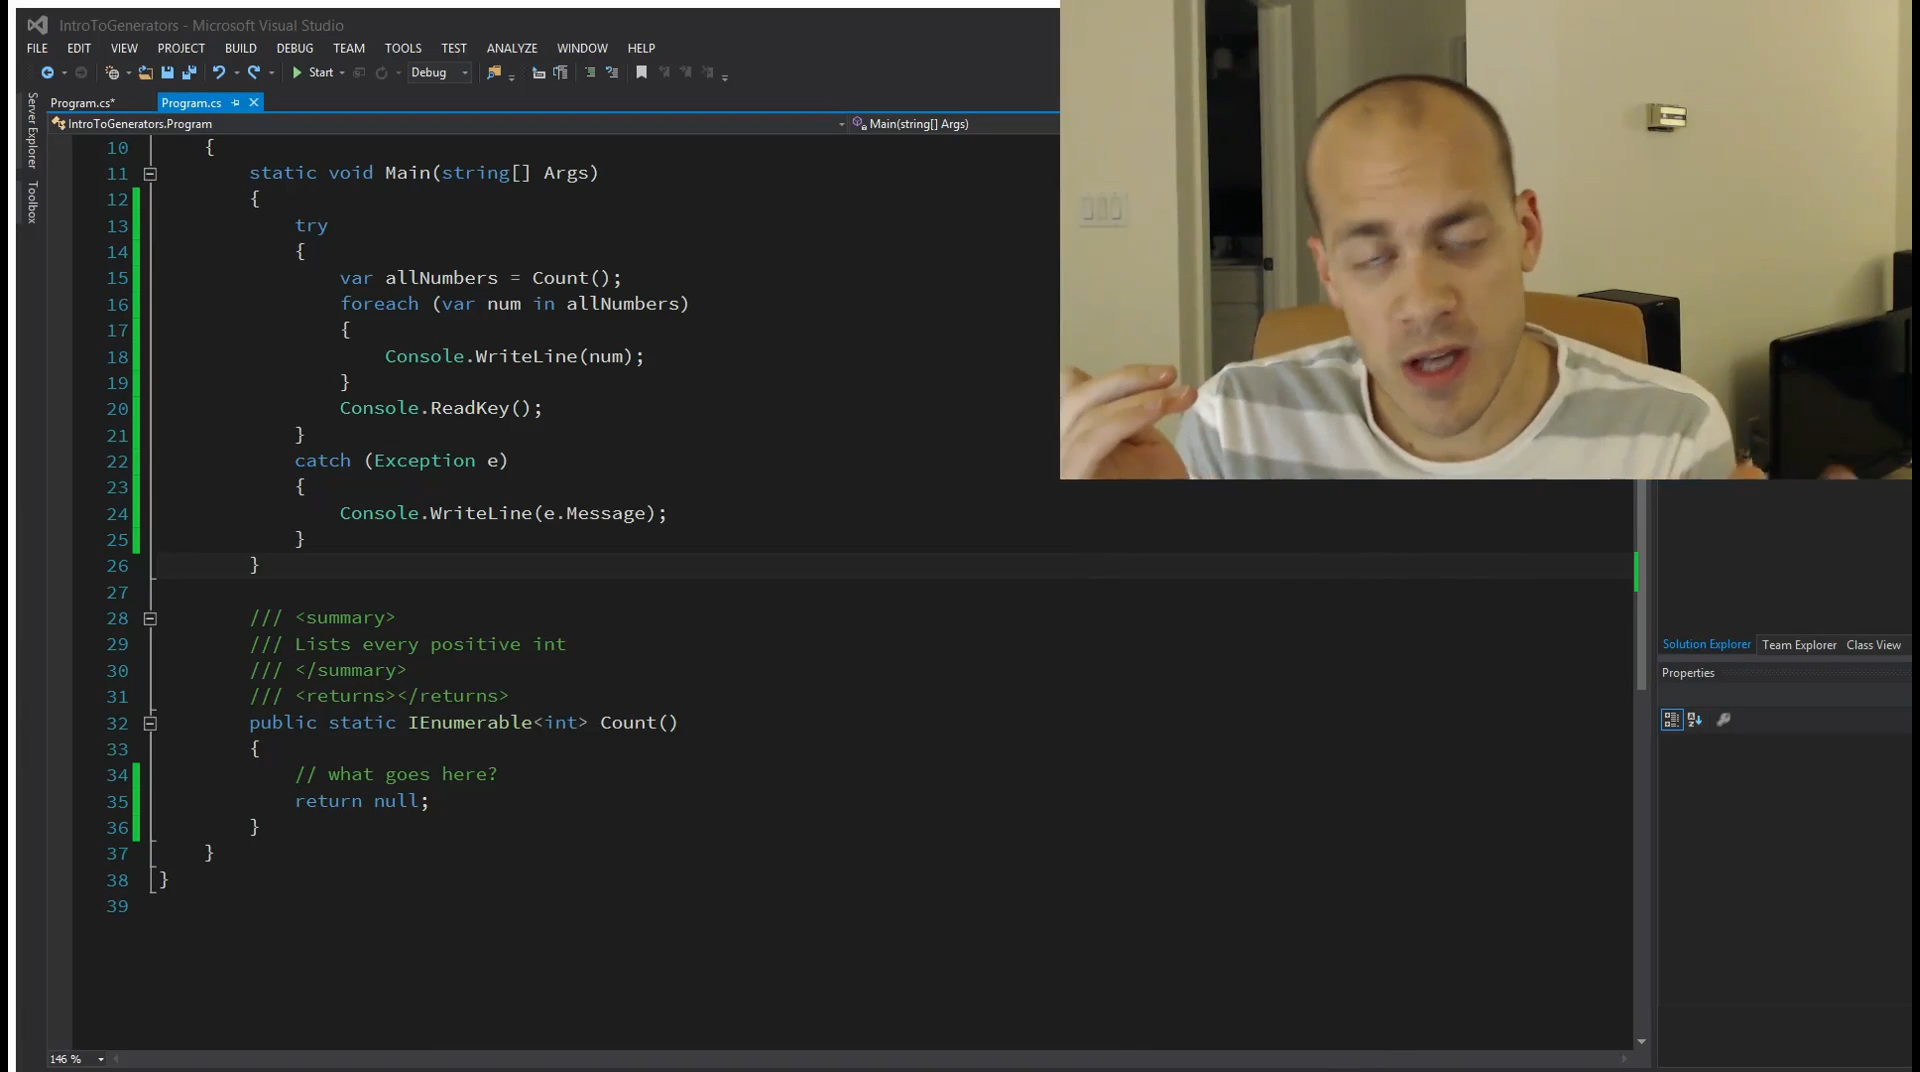 IntroToGenerators - Microsoft Visual Studio
FILE EDIT VIEW PROJECT BUILD DEBUG TEAM TOOLS TEST ANALYZE WINDOW HELP
Start Debug
Server Explorer
Toolbox
Program.cs* Program.cs
IntroToGenerators.Program Main(string[] Args)
10 {
11 static void Main(string[] Args)
12 {
13 try
14 {
15 var allNumbers = Count();
16 foreach (var num in allNumbers)
17 {
18 Console.WriteLine(num);
19 }
20 Console.ReadKey();
21 }
22 catch (Exception e)
23 {
24 Console.WriteLine(e.Message);
25 }
26 }
27
28 /// <summary>
29 /// Lists every positive int
30 /// </summary>
31 /// <returns></returns>
32 public static IEnumerable<int> Count()
33 {
34 // what goes here?
35 return null;
36 }
37 }
38 }
39
146 %
Solution Explorer Team Explorer Class View
Properties